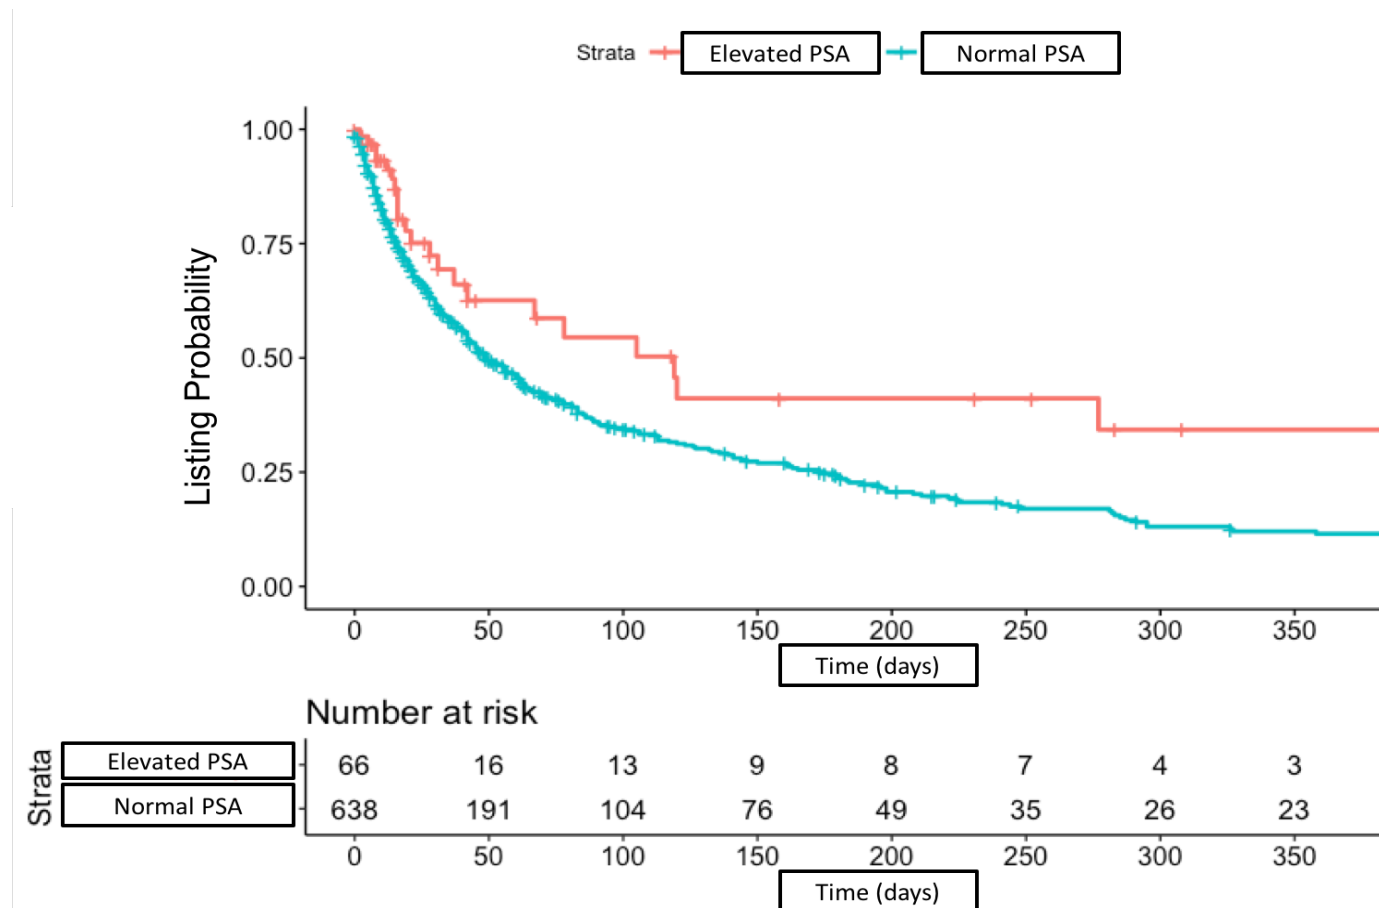 Strata Elevated PSA Normal PSA
1.00
0.75
0.50
0.25
0.00
Listing Probability
0 50 100 150 200 250 300 350
Time (days)
Number at risk
Strata
Elevated PSA 66 16 13 9 8 7 4 3
Normal PSA 638 191 104 76 49 35 26 23
0 50 100 150 200 250 300 350
Time (days)